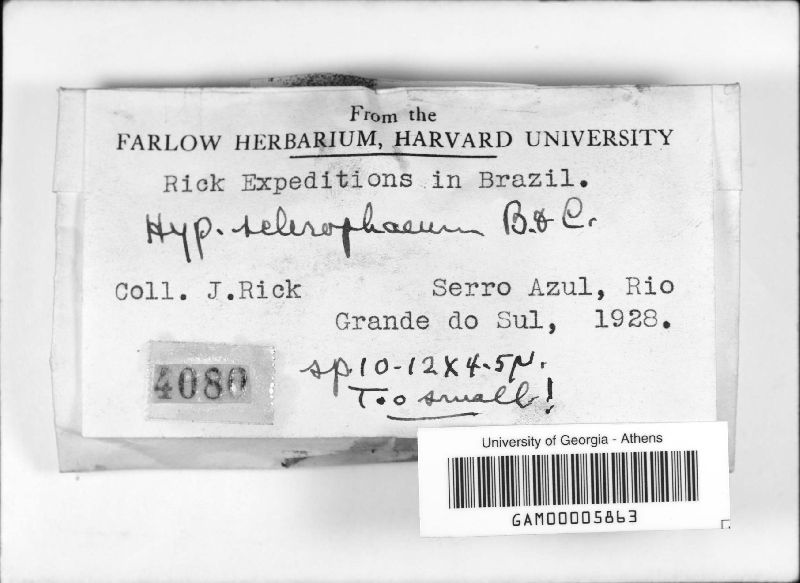 From the
FARLOW HERBARIUM, HARVARD UNIVERSITY
Rick Expeditions in Brazil.
Hyp. sclerophaeum B. & C.
Coll. J.Rick Serro Azul, Rio
Grande do Sul, 1928.
4080
sp. 10-12 X 4-5µ.
Too small!
University of Georgia - Athens
GAM00005863